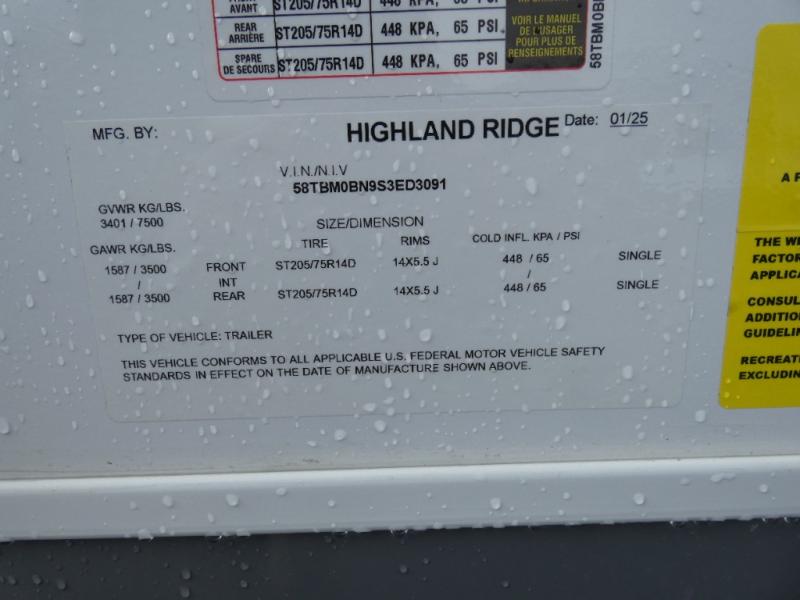 AVANT ST205/75R14D 448 KPA, 65 PSI
REAR
ARRIÈRE ST205/75R14D 448 KPA, 65 PSI
SPARE
DE SECOURS ST205/75R14D 448 KPA, 65 PSI
VOIR LE MANUEL
DE L'USAGER
POUR PLUS DE
RENSEIGNEMENTS
58TBM0B
MFG. BY: HIGHLAND RIDGE Date: 01/25
V.I.N./N.I.V
58TBM0BN9S3ED3091
GVWR KG/LBS.
3401 / 7500
SIZE/DIMENSION
GAWR KG/LBS. TIRE RIMS COLD INFL. KPA / PSI
1587 / 3500 FRONT ST205/75R14D 14X5.5 J 448 / 65 SINGLE
/ INT /
1587 / 3500 REAR ST205/75R14D 14X5.5 J 448 / 65 SINGLE
TYPE OF VEHICLE: TRAILER
THIS VEHICLE CONFORMS TO ALL APPLICABLE U.S. FEDERAL MOTOR VEHICLE SAFETY
STANDARDS IN EFFECT ON THE DATE OF MANUFACTURE SHOWN ABOVE.
A F
THE WE
FACTOR
APPLICA
CONSUL
ADDITION
GUIDELIN
RECREAT
EXCLUDIN